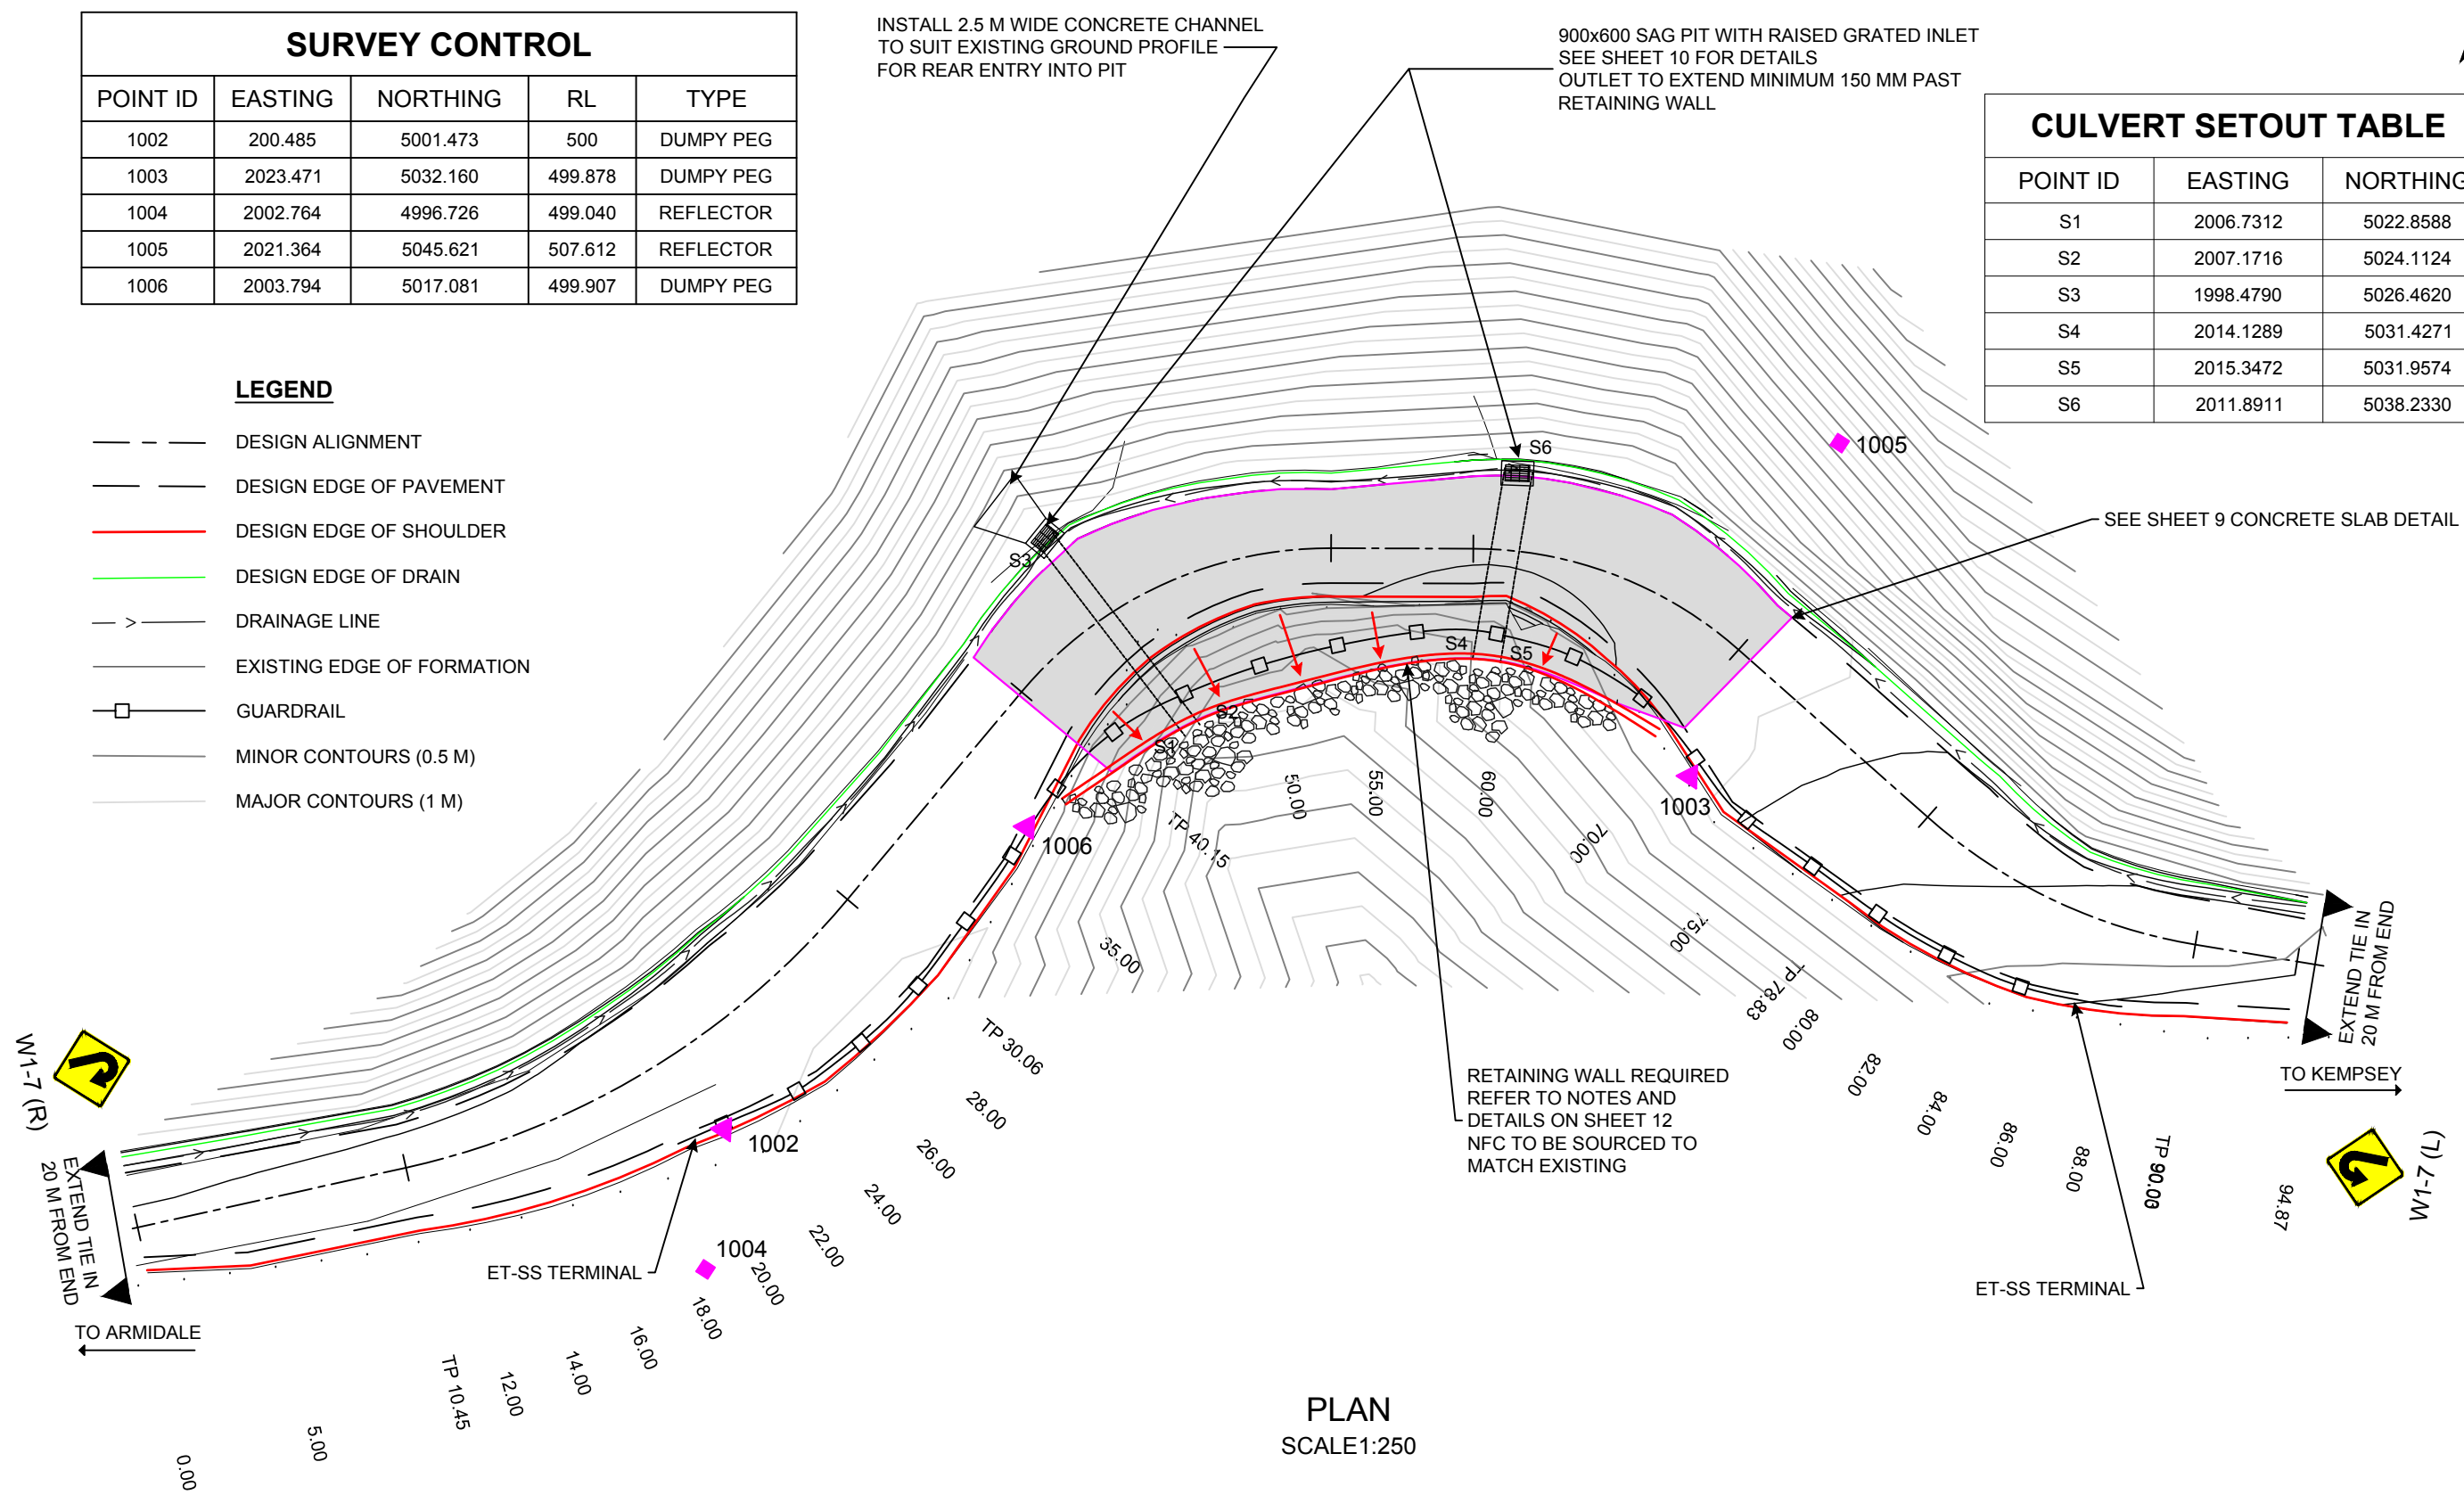 SURVEY CONTROL
POINT ID EASTING NORTHING RL TYPE
1002 200.485 5001.473 500 DUMPY PEG
1003 2023.471 5032.160 499.878 DUMPY PEG
1004 2002.764 4996.726 499.040 REFLECTOR
1005 2021.364 5045.621 507.612 REFLECTOR
1006 2003.794 5017.081 499.907 DUMPY PEG
INSTALL 2.5 M WIDE CONCRETE CHANNEL
TO SUIT EXISTING GROUND PROFILE
FOR REAR ENTRY INTO PIT
900x600 SAG PIT WITH RAISED GRATED INLET
SEE SHEET 10 FOR DETAILS
OUTLET TO EXTEND MINIMUM 150 MM PAST
RETAINING WALL
CULVERT SETOUT TABLE
POINT ID EASTING NORTHING
S1 2006.7312 5022.8588
S2 2007.1716 5024.1124
S3 1998.4790 5026.4620
S4 2014.1289 5031.4271
S5 2015.3472 5031.9574
S6 2011.8911 5038.2330
LEGEND
DESIGN ALIGNMENT
DESIGN EDGE OF PAVEMENT
DESIGN EDGE OF SHOULDER
DESIGN EDGE OF DRAIN
DRAINAGE LINE
EXISTING EDGE OF FORMATION
GUARDRAIL
MINOR CONTOURS (0.5 M)
MAJOR CONTOURS (1 M)
S6
1005
SEE SHEET 9 CONCRETE SLAB DETAIL
S3
S4
S5
S2
S1
1003
1006
1002
1004
W1-7 (R)
EXTEND TIE IN
20 M FROM END
TO ARMIDALE
ET-SS TERMINAL
RETAINING WALL REQUIRED
REFER TO NOTES AND
DETAILS ON SHEET 12
NFC TO BE SOURCED TO
MATCH EXISTING
EXTEND TIE IN
20 M FROM END
TO KEMPSEY
W1-7 (L)
ET-SS TERMINAL
0.00
5.00
TP 10.45
12.00
14.00
16.00
18.00
20.00
22.00
24.00
26.00
28.00
TP 30.06
35.00
TP 40.15
50.00
55.00
60.00
70.00
75.00
TP 78.83
80.00
82.00
84.00
86.00
88.00
TP 90.00
94.87
PLAN
SCALE1:250